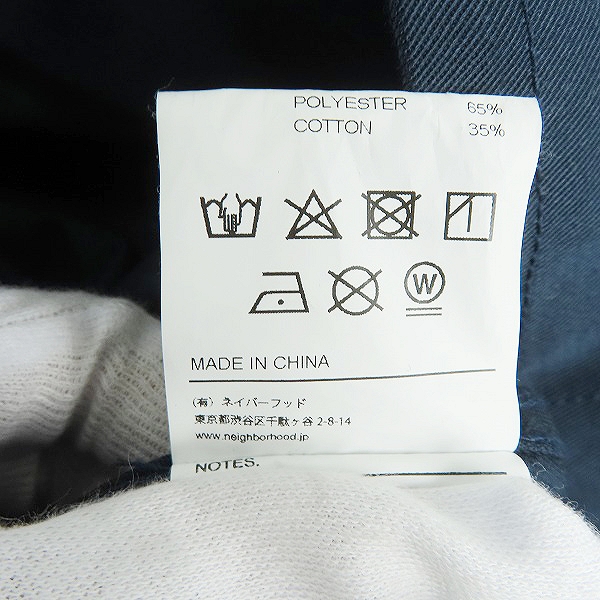 POLYESTER 65%
COTTON 35%
W
MADE IN CHINA
(有) ネイバーフッド
東京都渋谷区千駄ヶ谷 2-8-14
www.neighborhood.jp
NOTES.